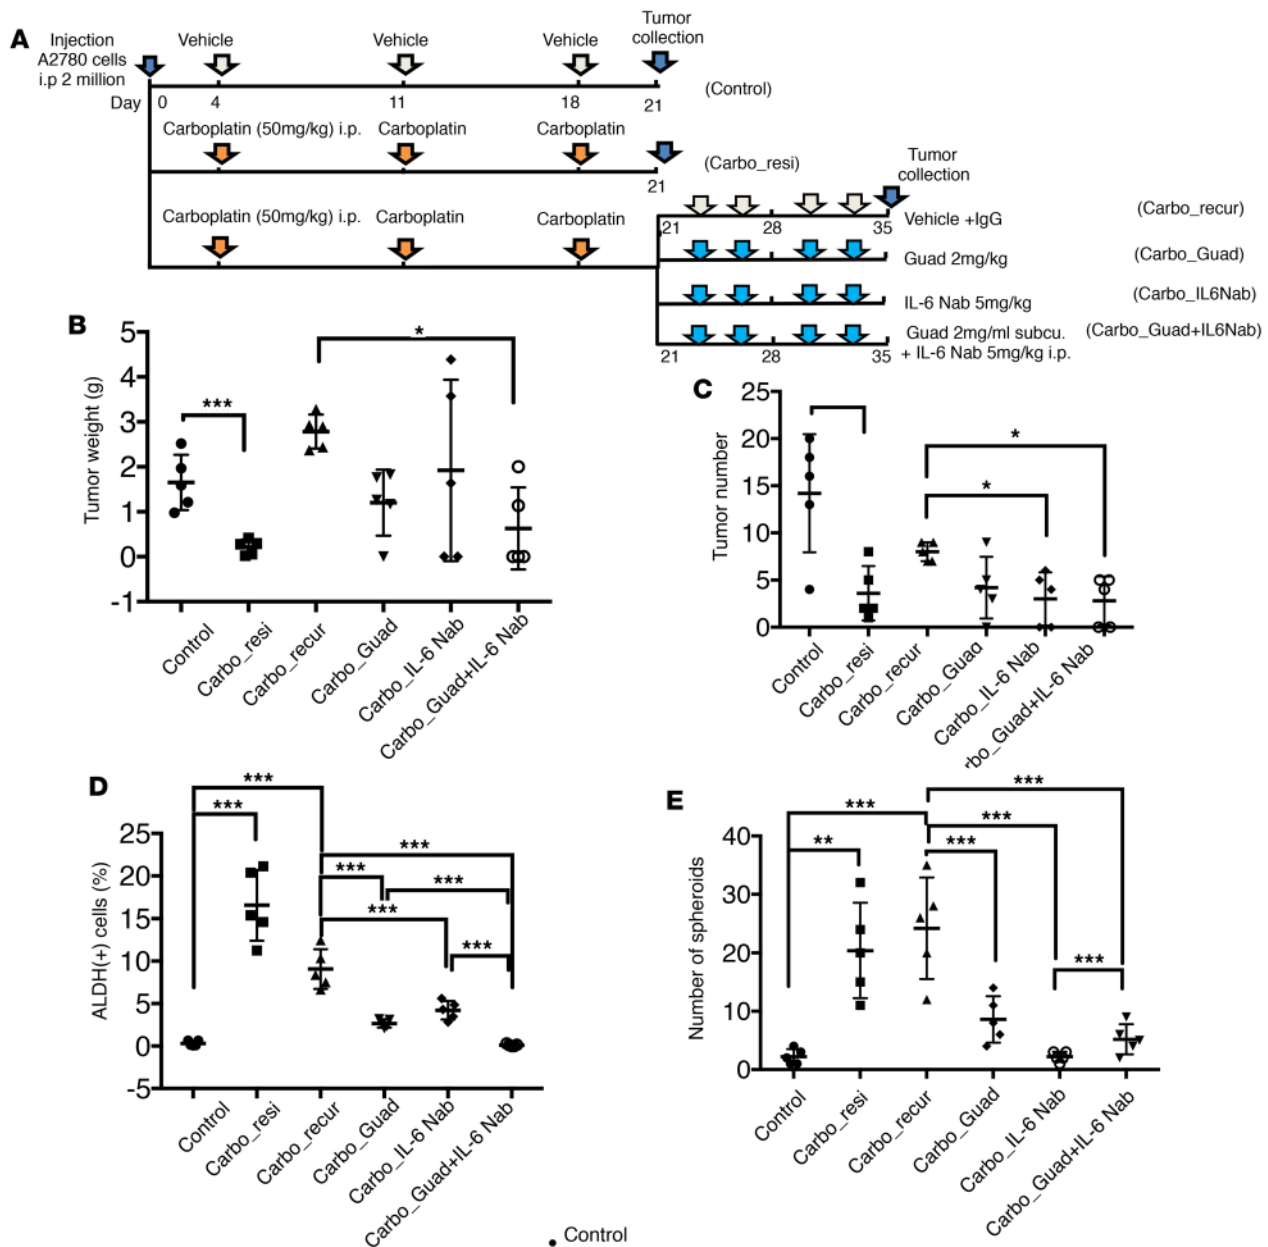 A
Injection
A2780 cells
i.p 2 million
Vehicle
Vehicle
Vehicle
Tumor
collection
Day
0
4
11
18
21
(Control)
Carboplatin (50mg/kg) i.p.
Carboplatin
Carboplatin
21
(Carbo_resi)
Carboplatin (50mg/kg) i.p.
Carboplatin
Carboplatin
Tumor
collection
21
28
35
Vehicle +IgG
(Carbo_recur)
Guad 2mg/kg
(Carbo_Guad)
IL-6 Nab 5mg/kg
(Carbo_IL6Nab)
Guad 2mg/ml subcu.
+ IL-6 Nab 5mg/kg i.p.
(Carbo_Guad+IL6Nab)
21
28
35
B
Tumor weight (g)
5
4
3
2
1
0
-1
***
*
Control
Carbo_resi
Carbo_recur
Carbo_Guad
Carbo_IL-6 Nab
Carbo_Guad+IL-6 Nab
C
Tumor number
25
20
15
10
5
0
*
*
Control
Carbo_resi
Carbo_recur
Carbo_Guad
Carbo_IL-6 Nab
rbo_Guad+IL-6 Nab
D
ALDH(+) cells (%)
25
20
15
10
5
0
-5
***
***
***
***
***
***
***
Control
Carbo_resi
Carbo_recur
Carbo_Guad
Carbo_IL-6 Nab
Carbo_Guad+IL-6 Nab
E
Number of spheroids
40
30
20
10
0
***
***
***
**
***
***
Control
Carbo_resi
Carbo_recur
Carbo_Guad
Carbo_IL-6 Nab
Carbo_Guad+IL-6 Nab
Control